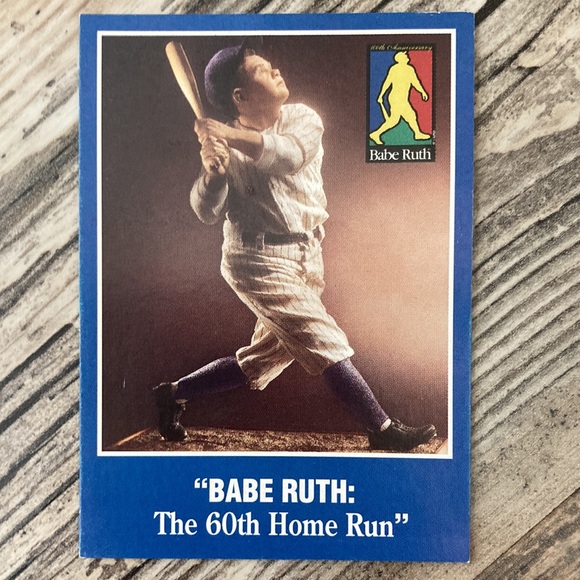 100th Anniversary
Babe Ruth
“BABE RUTH:
The 60th Home Run”